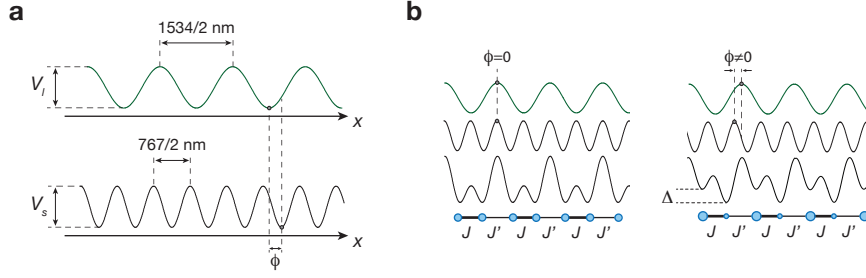 a
1534/2 nm
V_l
x
767/2 nm
V_s
x
ϕ
b
ϕ=0
ϕ≠0
Δ
J J' J J' J J'
J J' J J' J J'